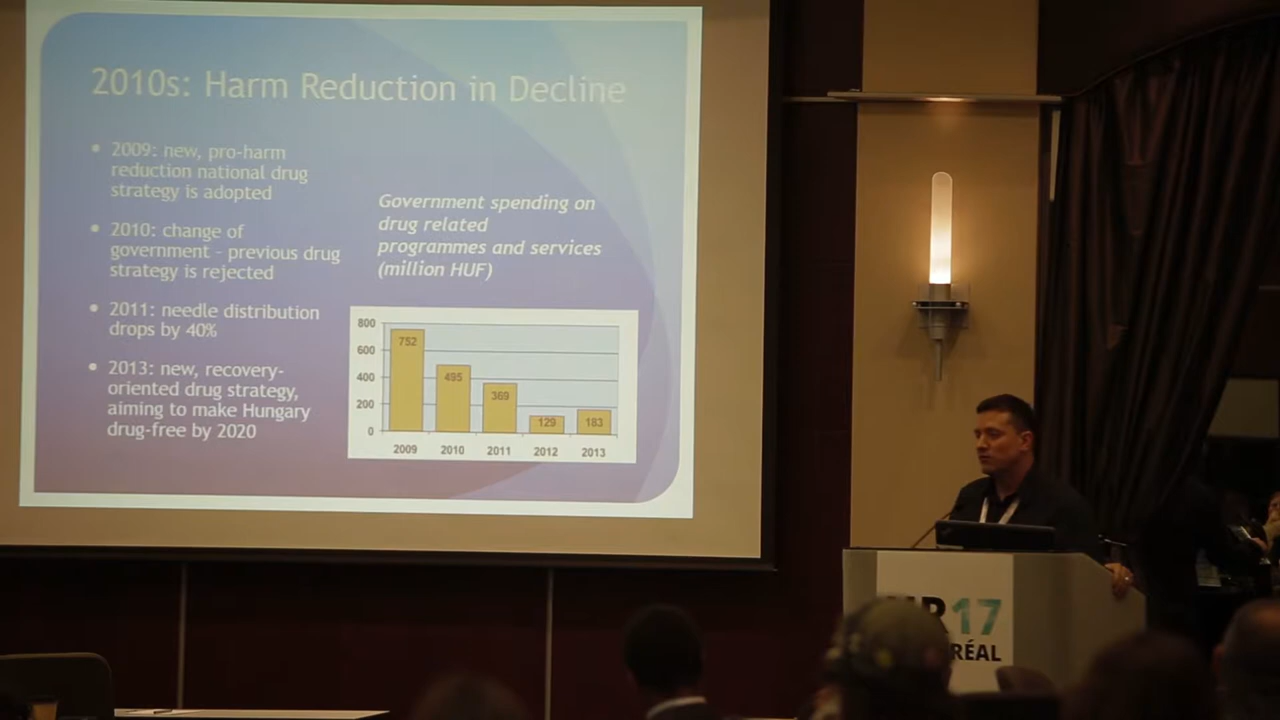 2010s: Harm Reduction in Decline
• 2009: new, pro-harm
reduction national drug
strategy is adopted
• 2010: change of
government - previous drug
strategy is rejected
• 2011: needle distribution
drops by 40%
• 2013: new, recovery-
oriented drug strategy,
aiming to make Hungary
drug-free by 2020
Government spending on
drug related
programmes and services
(million HUF)
800
600
400
200
0
752
495
369
129
183
2009 2010 2011 2012 2013
17
RÉAL